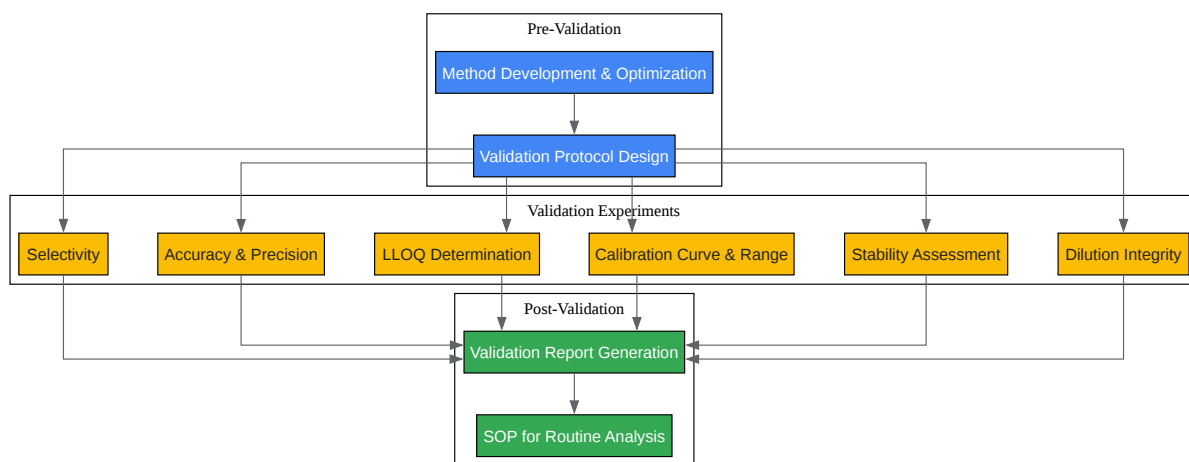 Pre-Validation
Method Development & Optimization
Validation Protocol Design
Validation Experiments
Selectivity
Accuracy & Precision
LLOQ Determination
Calibration Curve & Range
Stability Assessment
Dilution Integrity
Post-Validation
Validation Report Generation
SOP for Routine Analysis